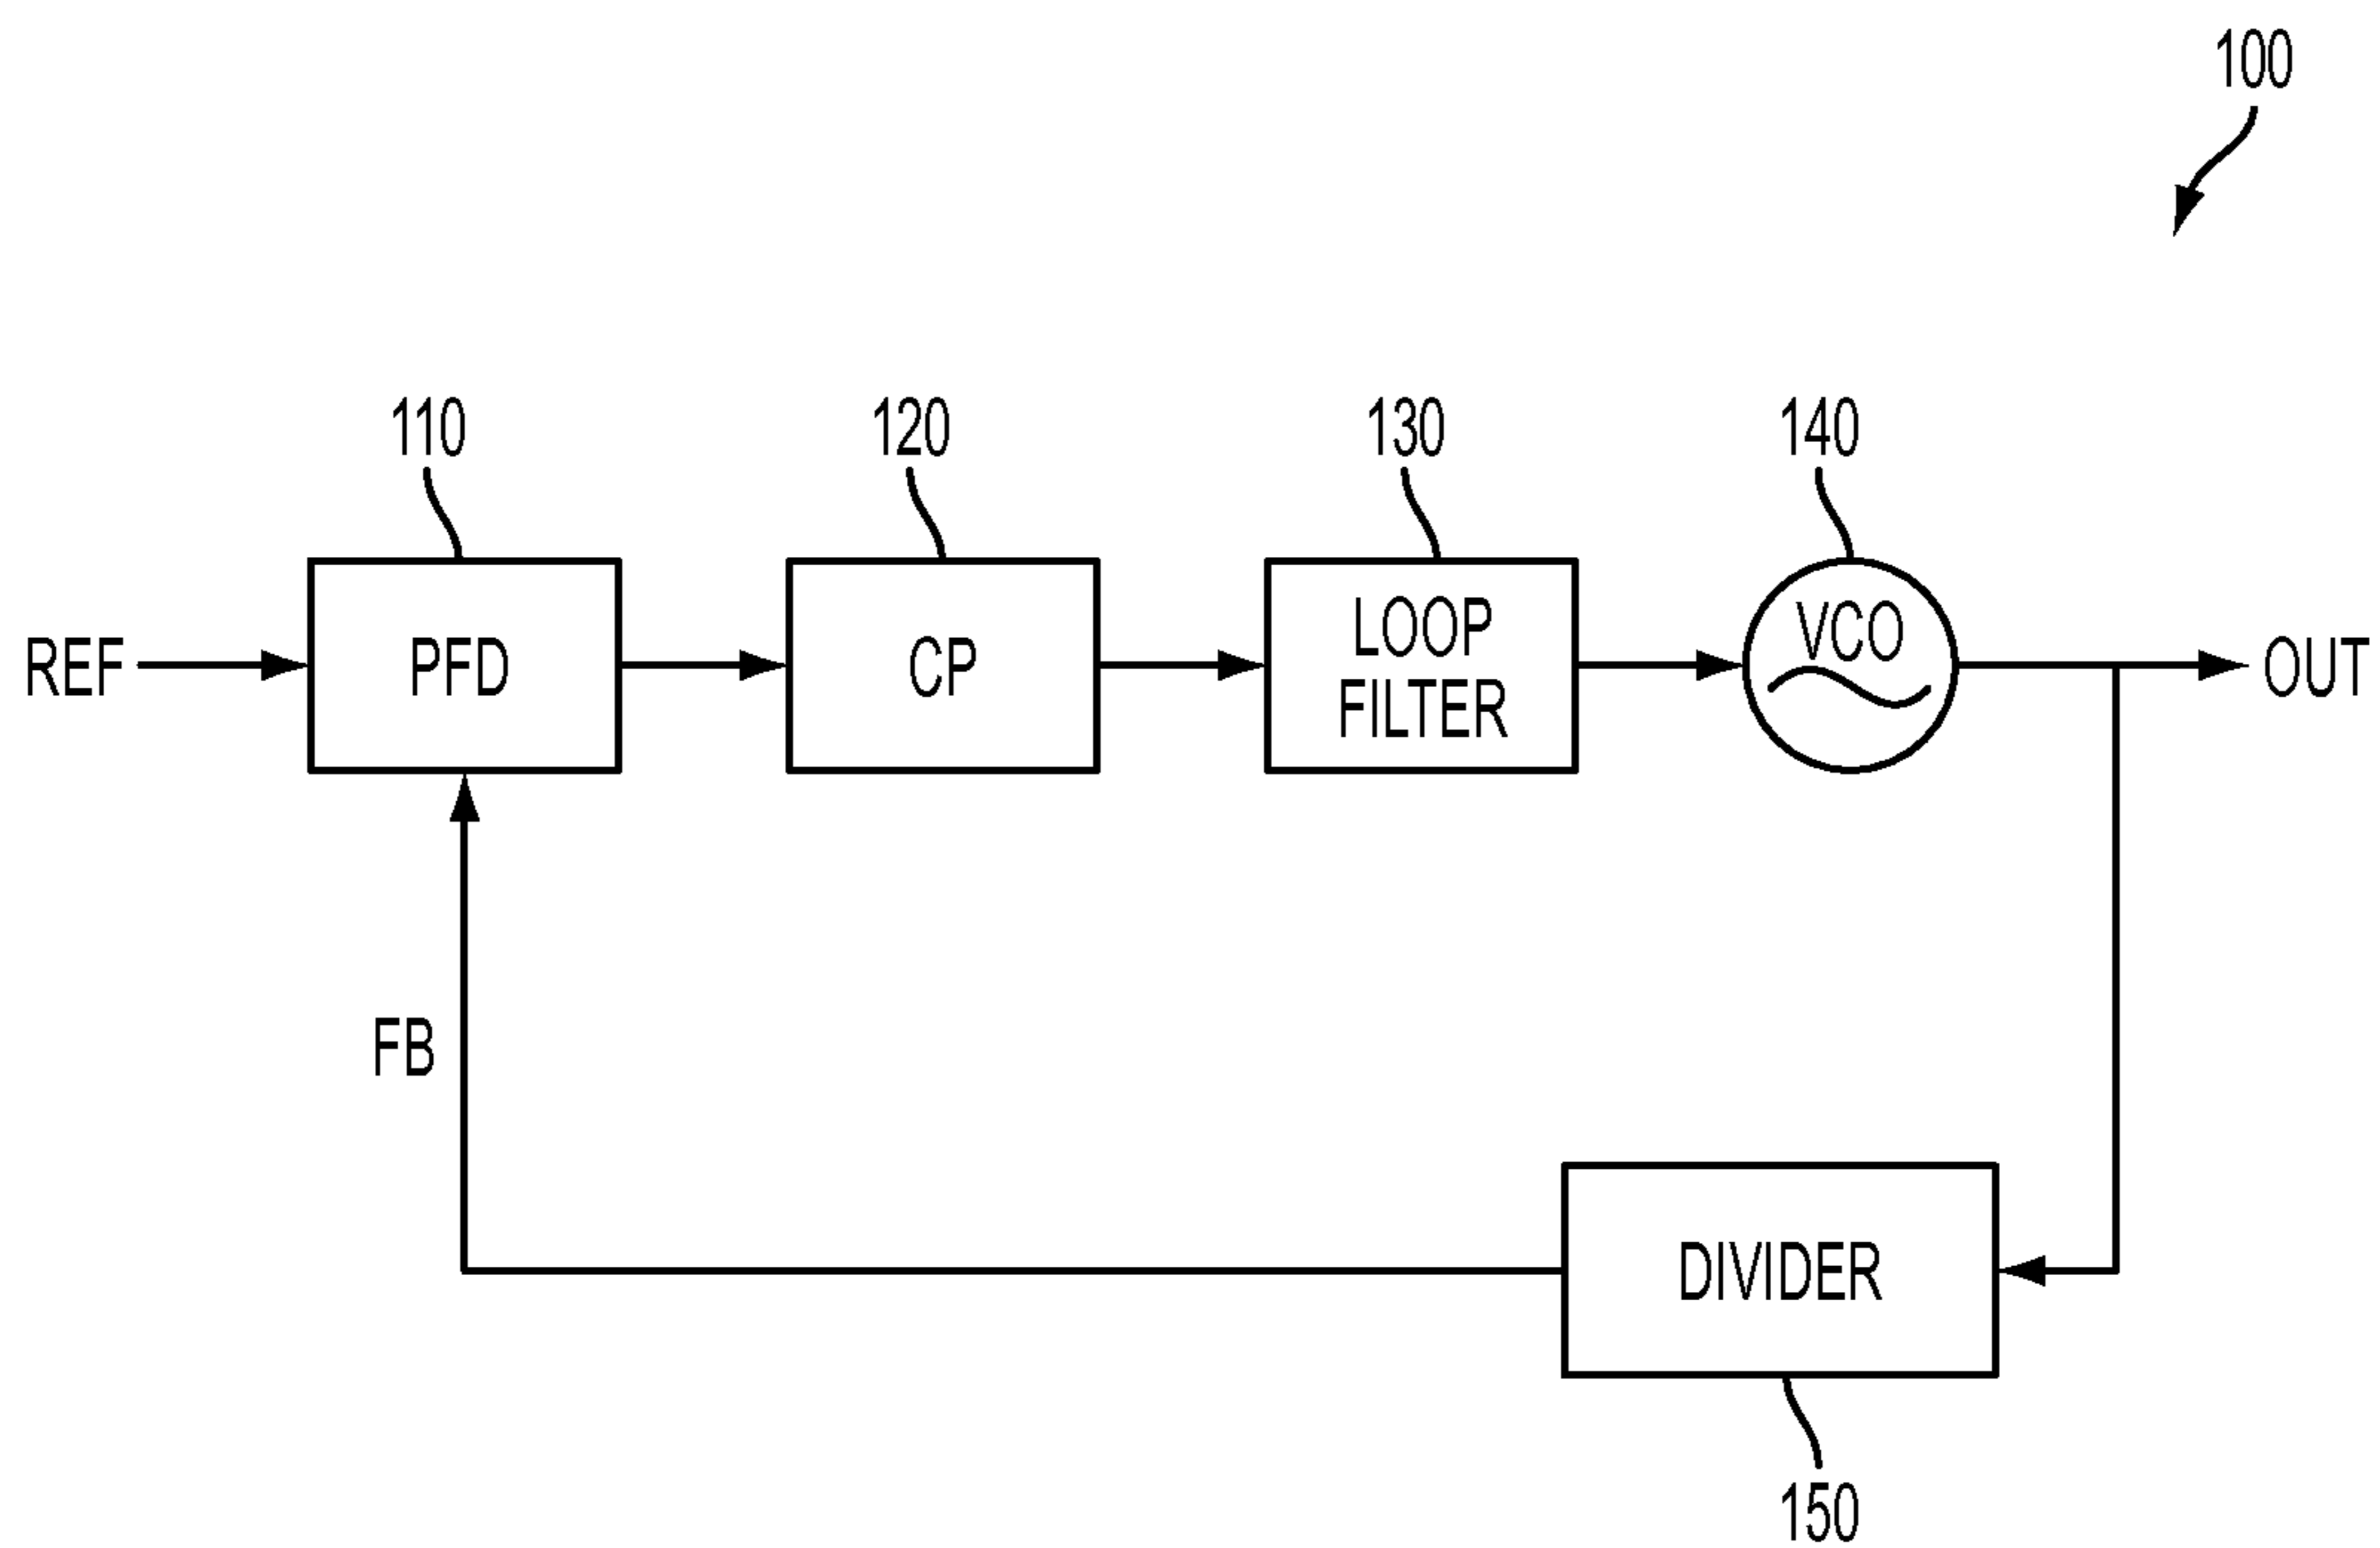 100
110
120
130
140
REF
PFD
CP
LOOP
FILTER
VCO
OUT
FB
DIVIDER
150